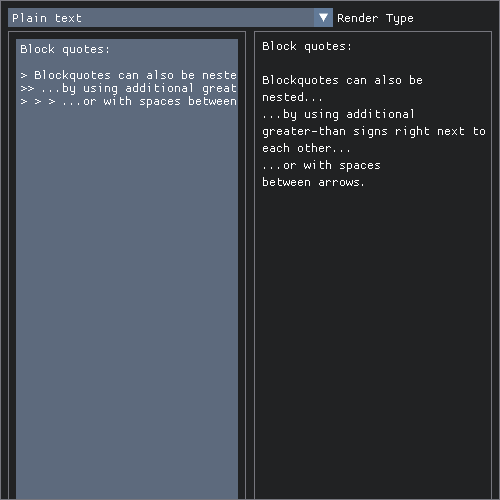 Plain text
Render Type
Block quotes:
> Blockquotes can also be neste
>> ...by using additional great
> > > ...or with spaces between
Block quotes:
Blockquotes can also be
nested...
...by using additional
greater-than signs right next to
each other...
...or with spaces
between arrows.